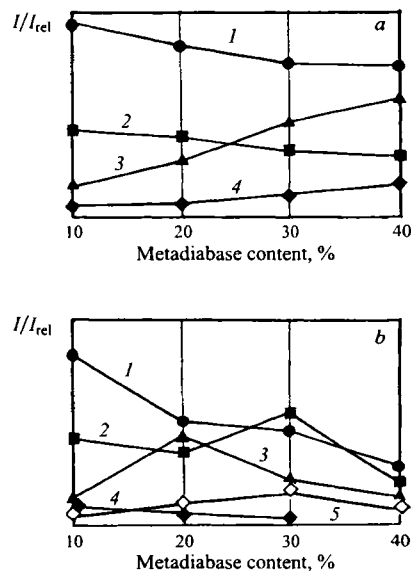 I/I_rel
a
1
2
3
4
10 20 30 40
Metadiabase content, %
I/I_rel
b
1
2
3
4
5
10 20 30 40
Metadiabase content, %